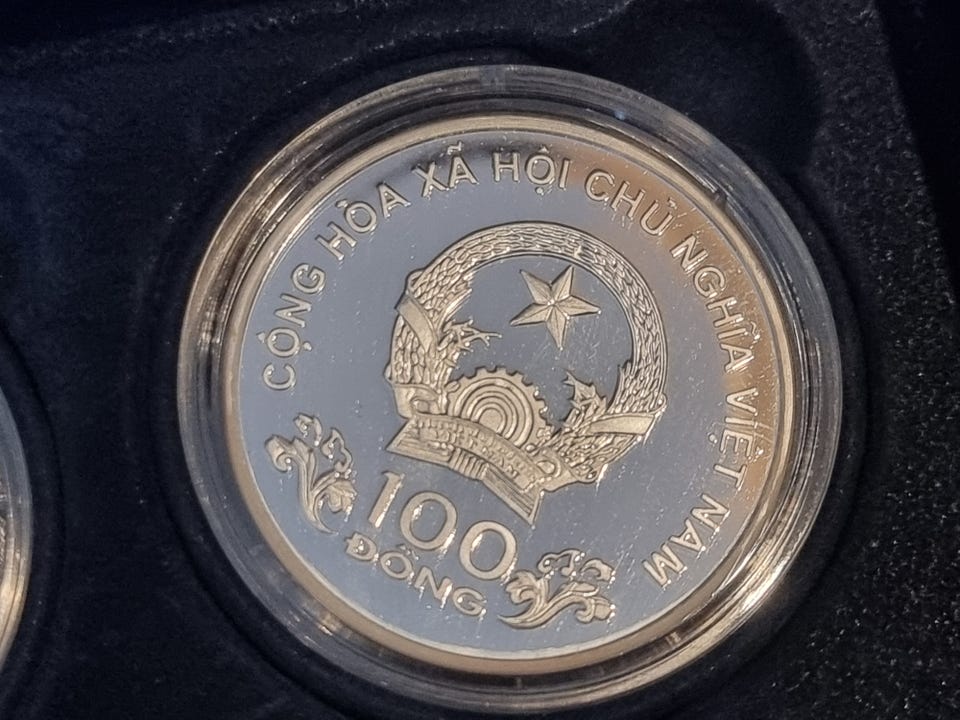 CỘNG HÒA XÃ HỘI CHỦ NGHĨA VIỆT NAM
100
ĐỒNG